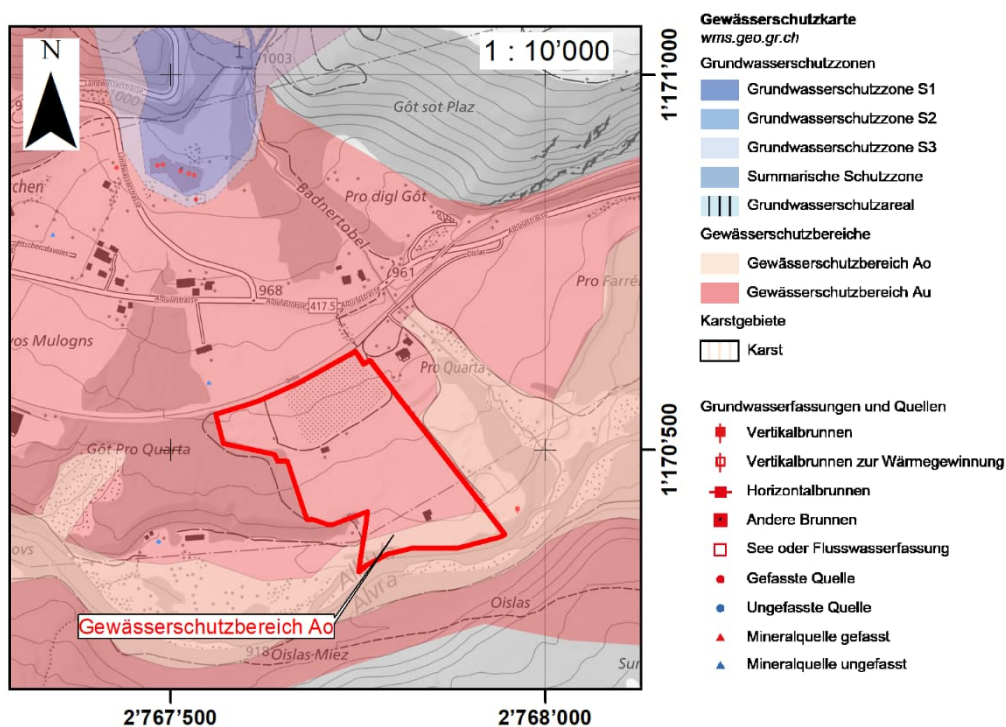 N
1 : 10'000
1003
1000
Gôt sot Plaz
1'171'000
Badnertobel
Pro digl Gôt
961
968
Albulastrasse
417.5
Albulastrasse
Oislas
Pro Farré
vos Mulogns
Pro Quarta
Gôt Pro Quarta
1'170'500
Alvra
Gewässerschutzbereich Ao
Oislas
918
Oislas-Miez
2'767'500
2'768'000
Gewässerschutzkarte
wms.geo.gr.ch
Grundwasserschutzzonen
Grundwasserschutzzone S1
Grundwasserschutzzone S2
Grundwasserschutzzone S3
Summarische Schutzzone
Grundwasserschutzareal
Gewässerschutzbereiche
Gewässerschutzbereich Ao
Gewässerschutzbereich Au
Karstgebiete
Karst
Grundwasserfassungen und Quellen
Vertikalbrunnen
Vertikalbrunnen zur Wärmegewinnung
Horizontalbrunnen
Andere Brunnen
See oder Flusswasserfassung
Gefasste Quelle
Ungefasste Quelle
Mineralquelle gefasst
Mineralquelle ungefasst